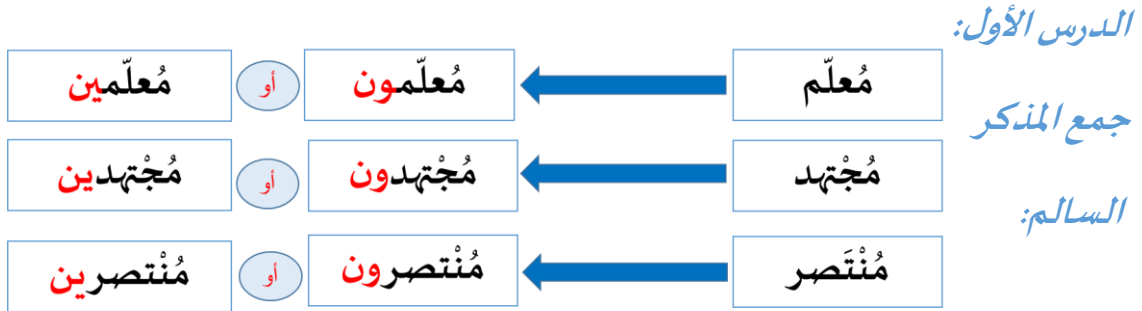 الدرس الأول:
جمع المذكر
السالم:
مُعلّم
مُعلّمون
أو
مُعلّمين
مُجْتهد
مُجْتهدون
أو
مُجْتهدين
مُنْتَصر
مُنْتصرون
أو
مُنْتصرين